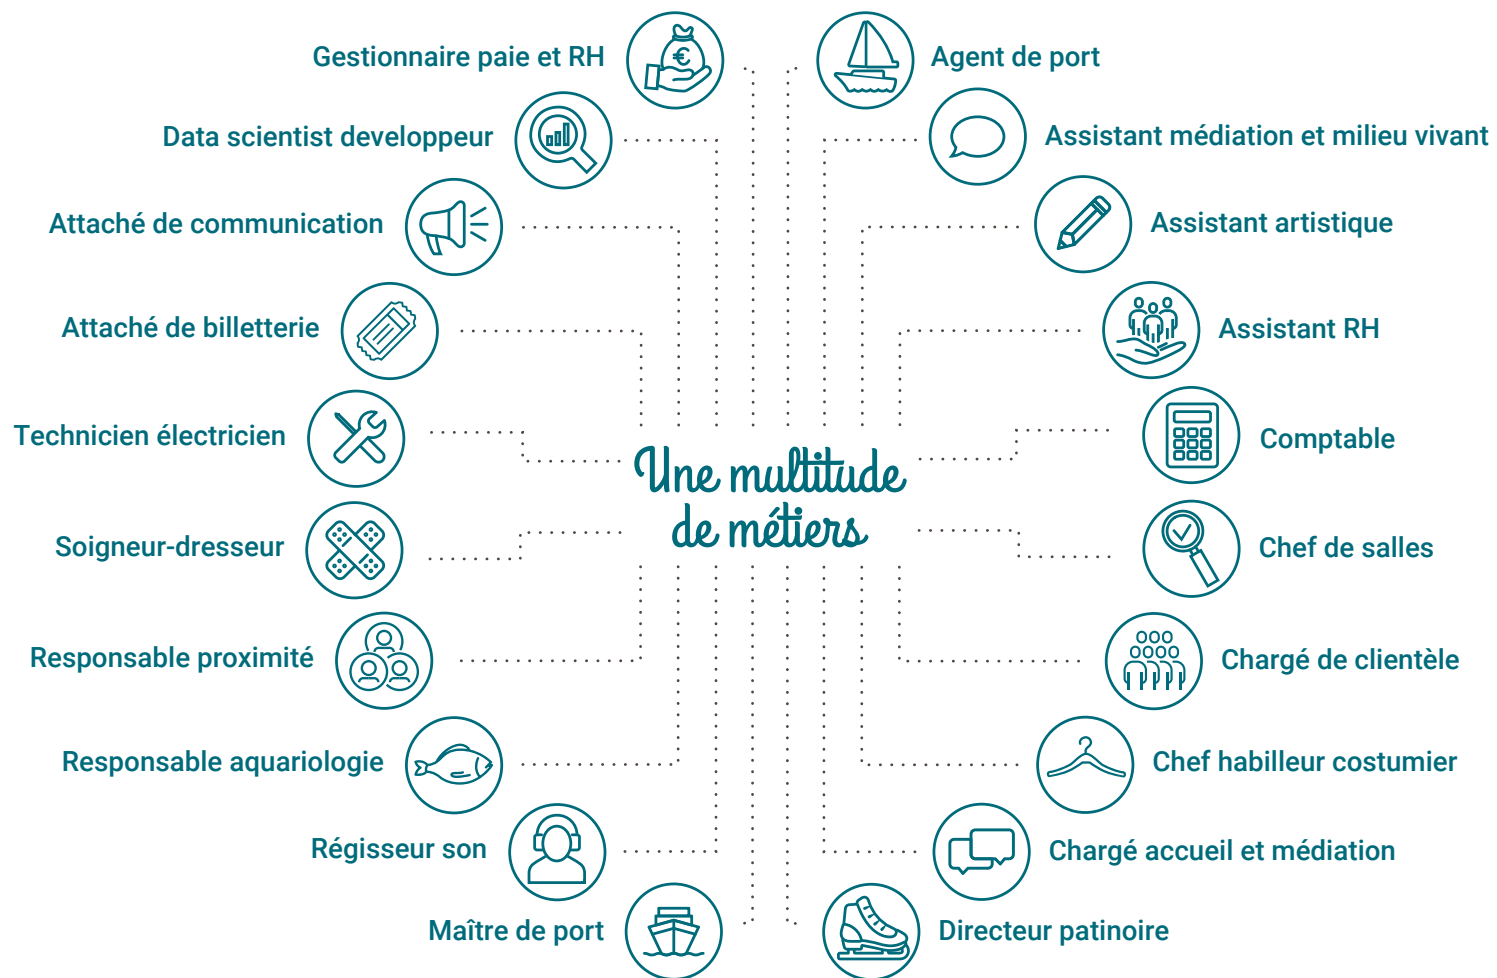 Gestionnaire paie et RH
Agent de port
Data scientist developpeur
Assistant médiation et milieu vivant
Attaché de communication
Assistant artistique
Attaché de billetterie
Assistant RH
Technicien électricien
Comptable
Une multitude
de métiers
Soigneur-dresseur
Chef de salles
Responsable proximité
Chargé de clientèle
Responsable aquariologie
Chef habilleur costumier
Régisseur son
Chargé accueil et médiation
Maître de port
Directeur patinoire